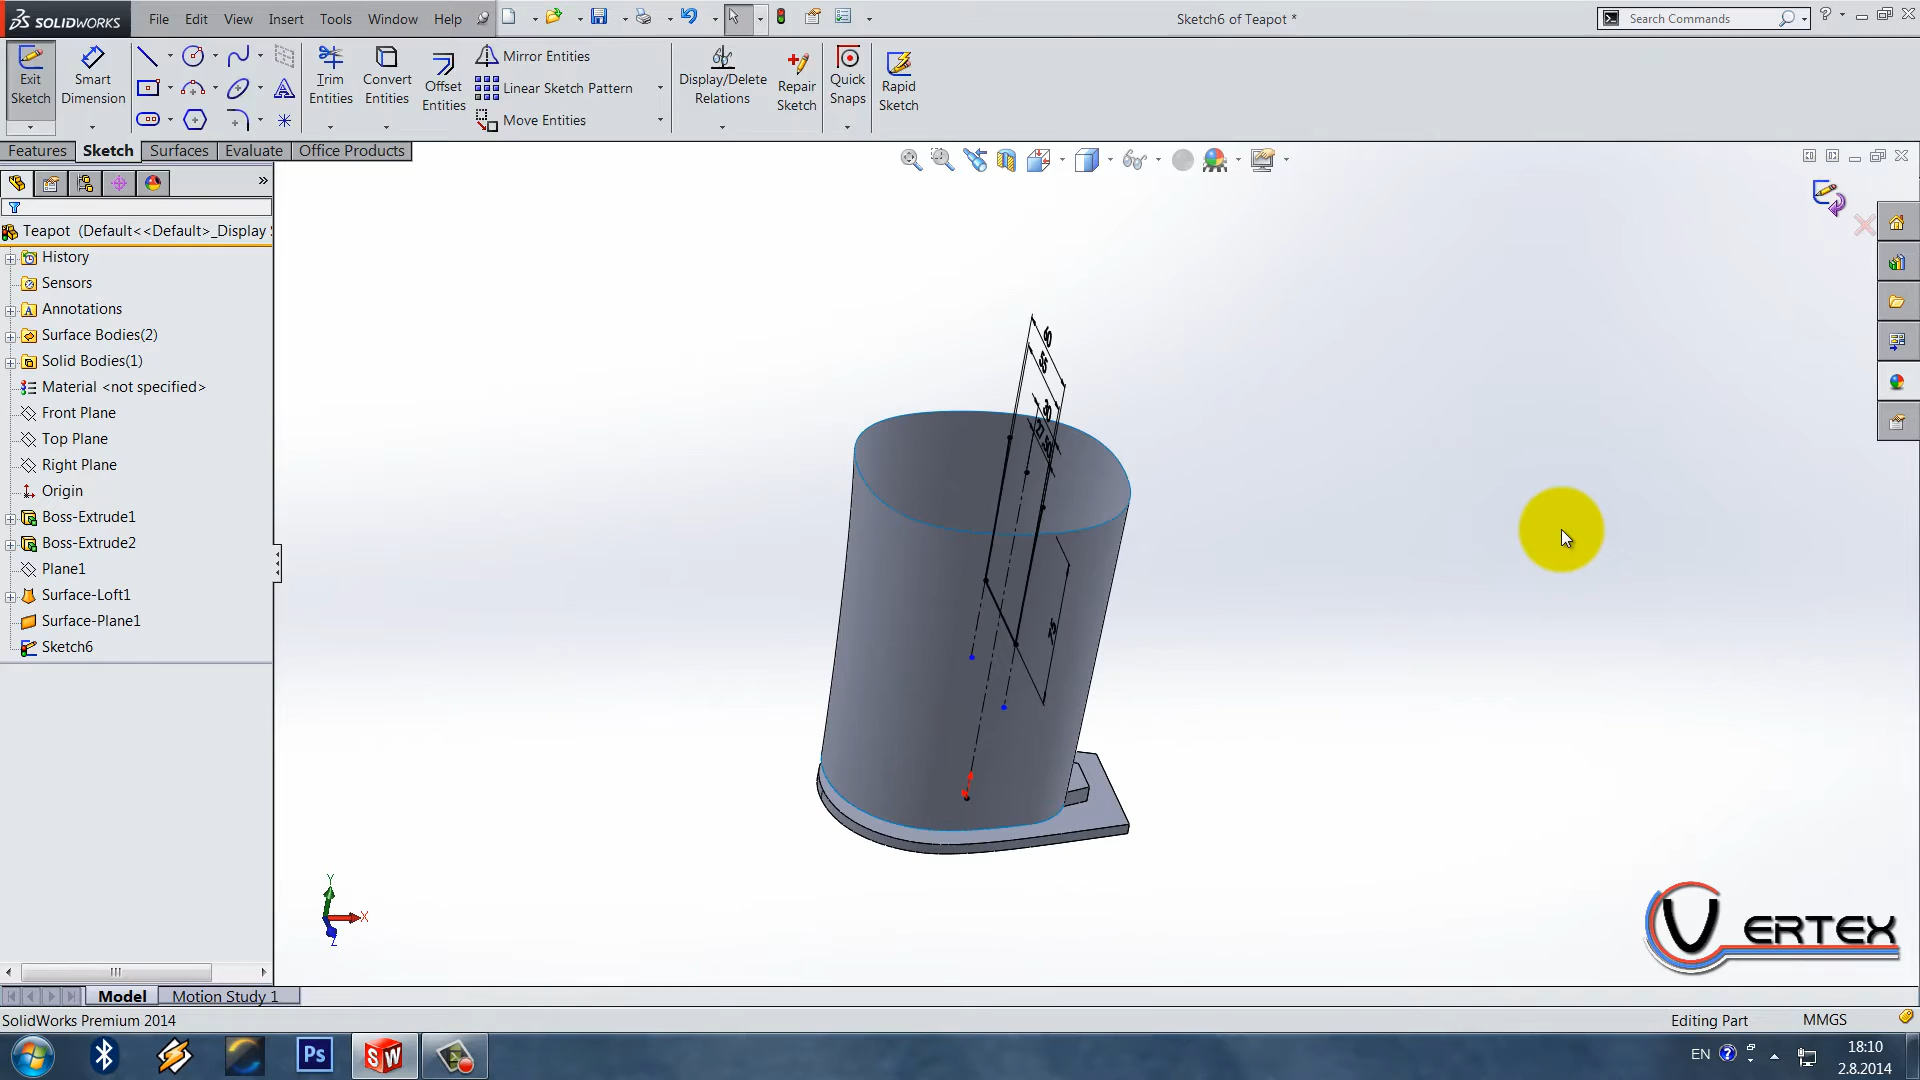 SOLIDWORKS File Edit View Insert Tools Window Help Sketch6 of Teapot * Search Commands
Exit Sketch
Smart Dimension
Trim Entities
Convert Entities
Offset Entities
Mirror Entities
Linear Sketch Pattern
Move Entities
Display/Delete Relations
Repair Sketch
Quick Snaps
Rapid Sketch
Features Sketch Surfaces Evaluate Office Products
Teapot (Default<<Default>_Display
History
Sensors
Annotations
Surface Bodies(2)
Solid Bodies(1)
Material <not specified>
Front Plane
Top Plane
Right Plane
Origin
Boss-Extrude1
Boss-Extrude2
Plane1
Surface-Loft1
Surface-Plane1
Sketch6
75
Y
X
Z
VERTEX
Model Motion Study 1
SolidWorks Premium 2014 Editing Part MMGS
Ps SW EN 18:10
2.8.2014